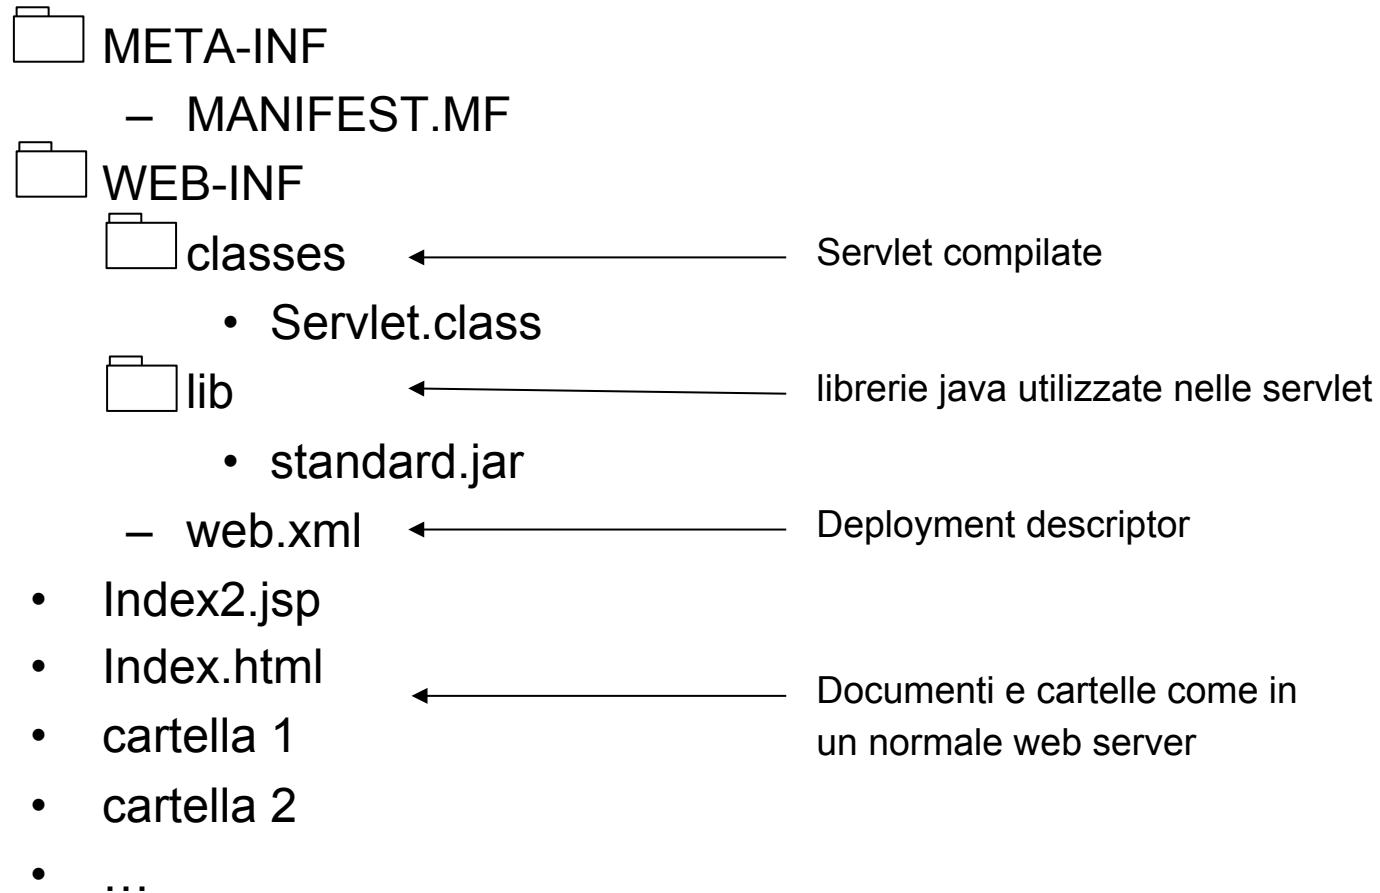 META-INF
– MANIFEST.MF
WEB-INF
classes
Servlet compilate
• Servlet.class
lib
librerie java utilizzate nelle servlet
• standard.jar
– web.xml
Deployment descriptor
• Index2.jsp
• Index.html
Documenti e cartelle come in
un normale web server
• cartella 1
• cartella 2
• ...